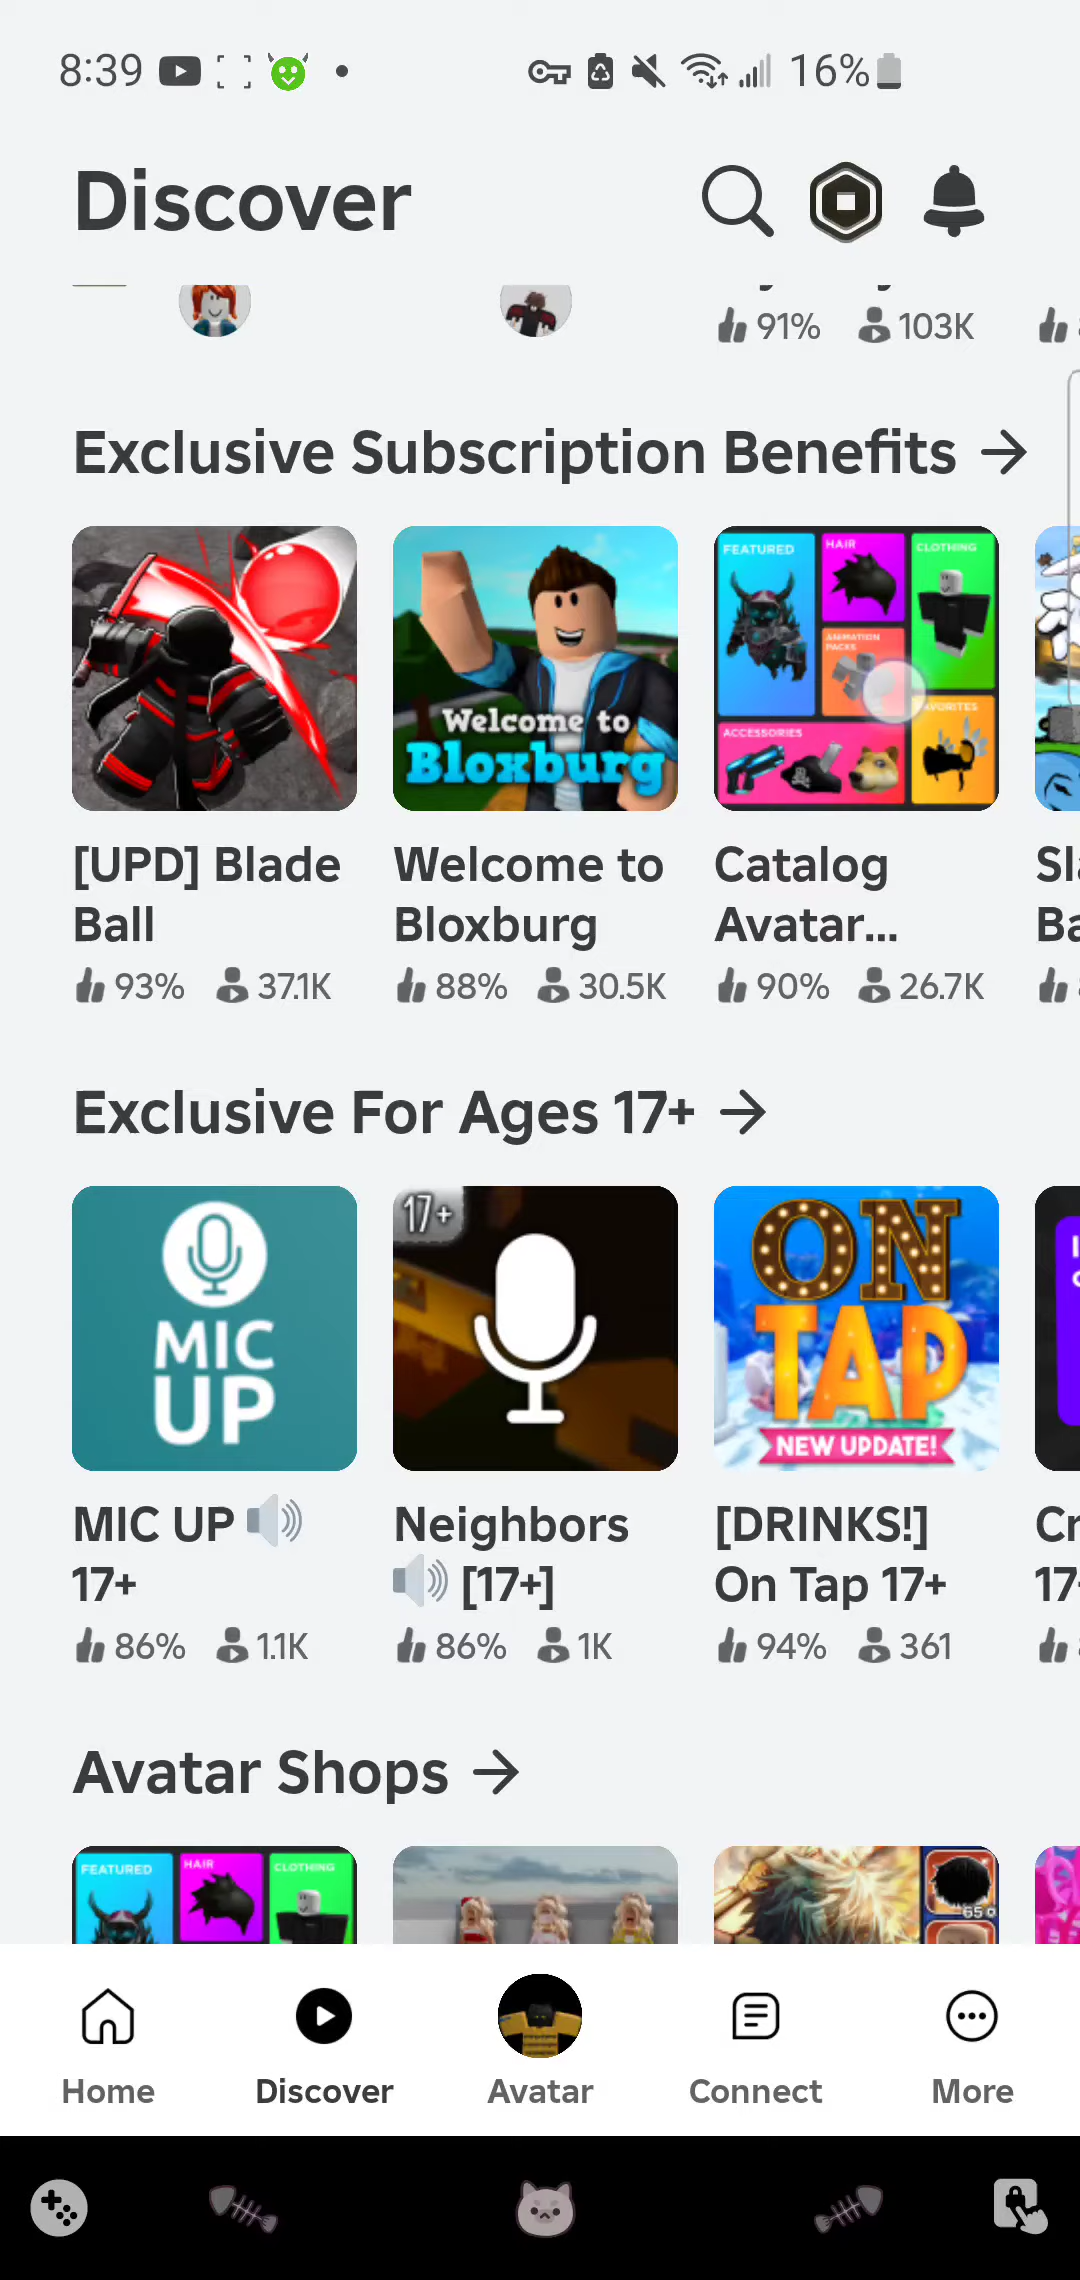 8:39
16%
Discover
91% 103K
Exclusive Subscription Benefits
Welcome to
Bloxburg
FEATURED
HAIR
CLOTHING
ANIMATION
PACKS
ACCESSORIES
[UPD] Blade
Ball
93% 37.1K
Welcome to
Bloxburg
88% 30.5K
Catalog
Avatar...
90% 26.7K
Exclusive For Ages 17+
MIC
UP
17+
ON
TAP
NEW UPDATE!
MIC UP 🔊
17+
86% 1.1K
Neighbors
🔊 [17+]
86% 1K
[DRINKS!]
On Tap 17+
94% 361
Avatar Shops
FEATURED
HAIR
CLOTHING
65
Home
Discover
Avatar
Connect
More